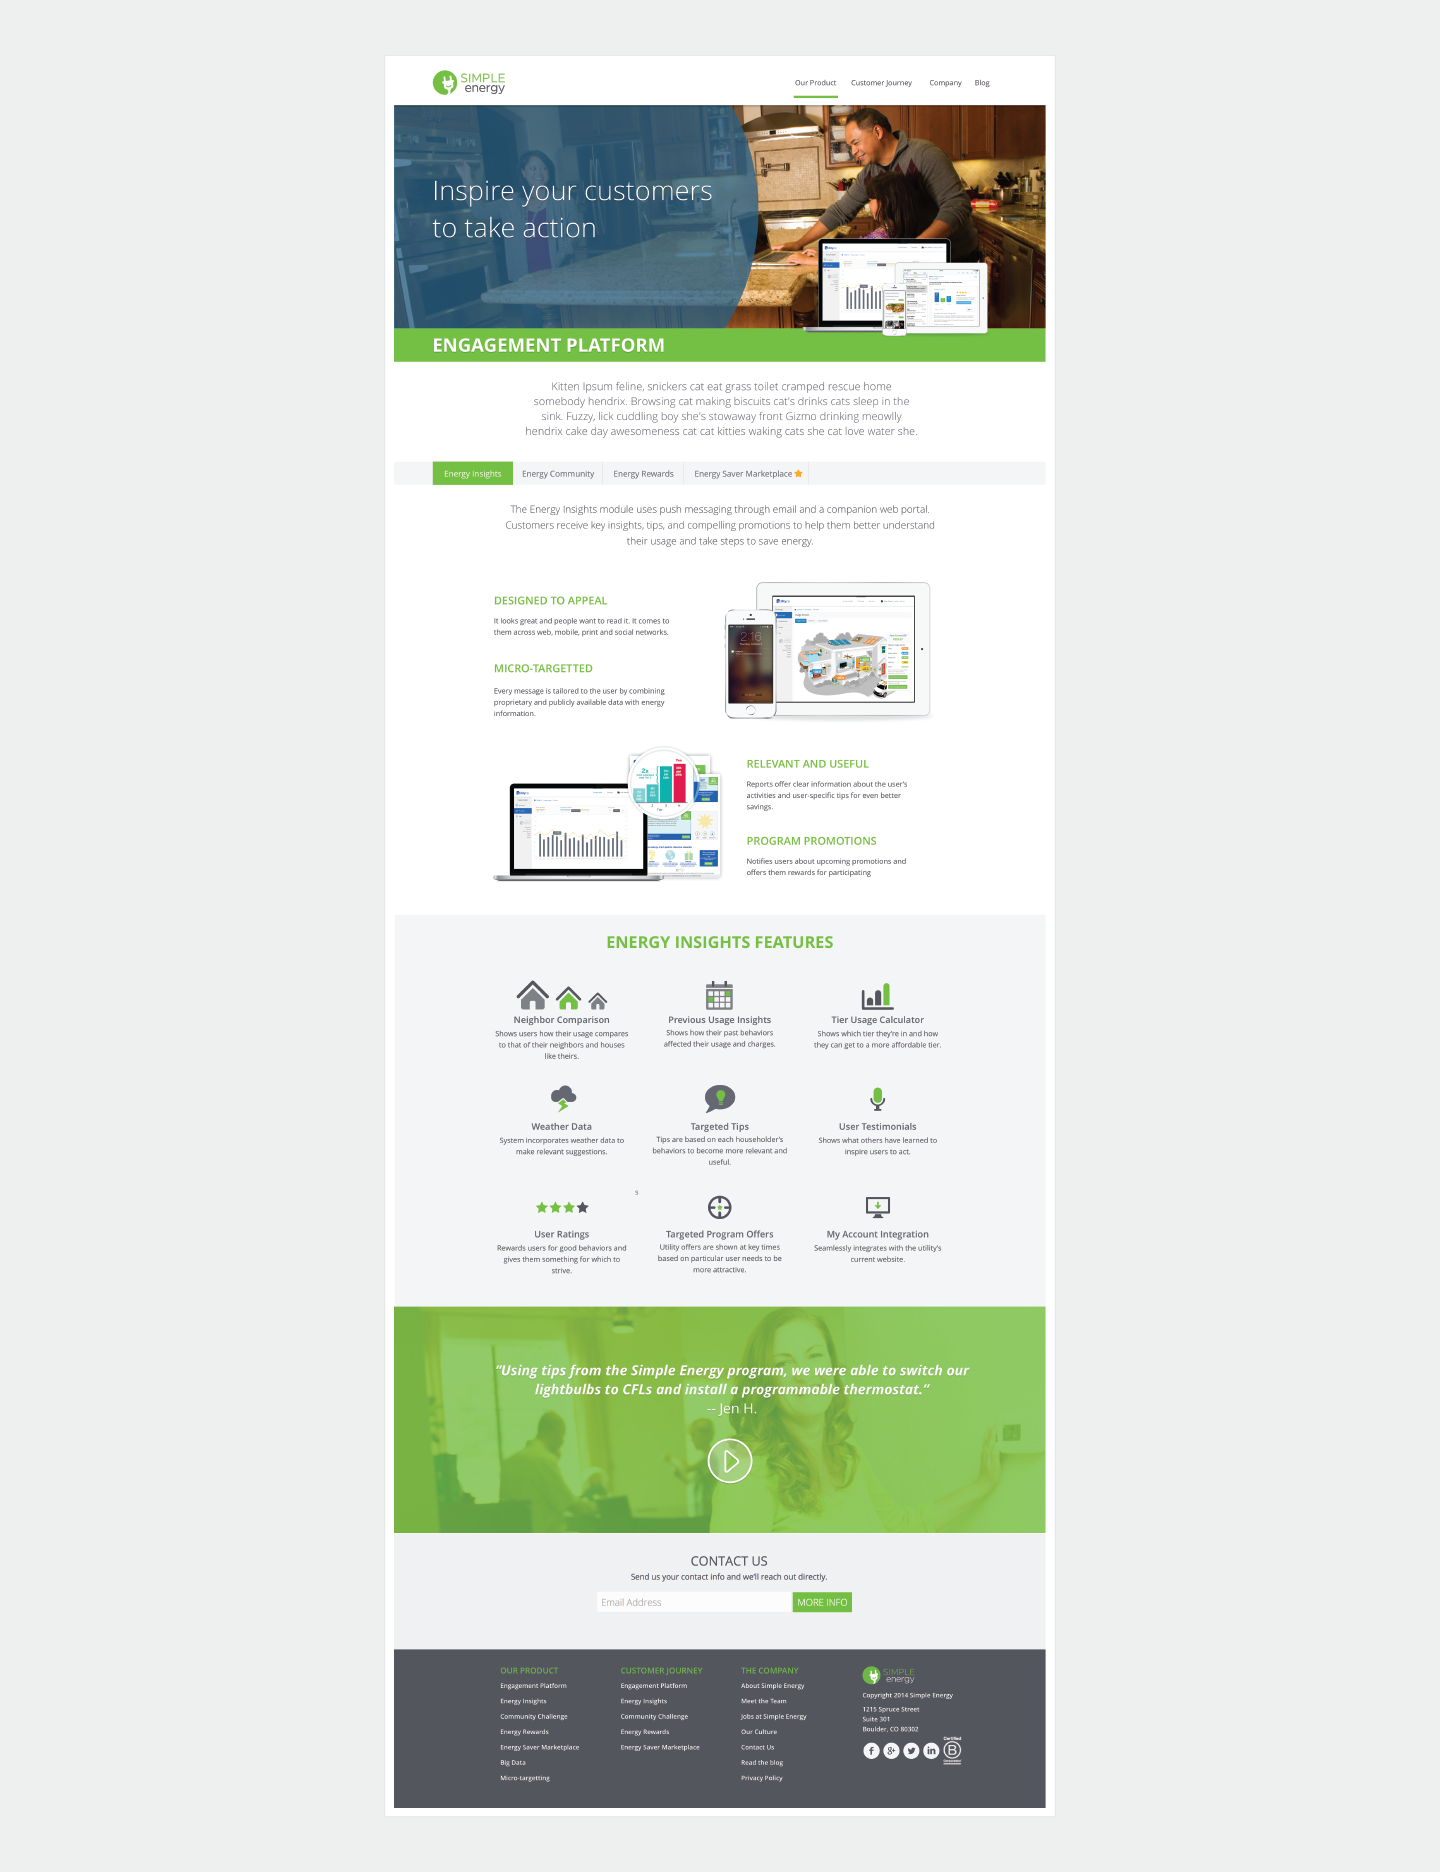 SIMPLE
energy
Our Product Customer Journey Company Blog
Inspire your customers
to take action
ENGAGEMENT PLATFORM
Kitten Ipsum feline, snickers cat eat grass toilet cramped rescue home
somebody hendrix. Browsing cat making biscuits cat's drinks cats sleep in the
sink. Fuzzy, lick cuddling boy she's stowaway front Gizmo drinking meowlly
hendrix cake day awesomeness cat cat kitties waking cats she cat love water she.
Energy Insights Energy Community Energy Rewards Energy Saver Marketplace
The Energy Insights module uses push messaging through email and a companion web portal.
Customers receive key insights, tips, and compelling promotions to help them better understand
their usage and take steps to save energy.
DESIGNED TO APPEAL
It looks great and people want to read it. It comes to
them across web, mobile, print and social networks.
MICRO-TARGETTED
Every message is tailored to the user by combining
proprietary and publicly available data with energy
information.
2:16
RELEVANT AND USEFUL
Reports offer clear information about the user's
activities and user-specific tips for even better
savings.
PROGRAM PROMOTIONS
Notifies users about upcoming promotions and
offers them rewards for participating
ENERGY INSIGHTS FEATURES
Neighbor Comparison
Shows users how their usage compares
to that of their neighbors and houses
like theirs.
Previous Usage Insights
Shows how their past behaviors
affected their usage and charges.
Tier Usage Calculator
Shows which tier they're in and how
they can get to a more affordable tier.
Weather Data
System incorporates weather data to
make relevant suggestions.
Targeted Tips
Tips are based on each householder's
behaviors to become more relevant and
useful.
User Testimonials
Shows what others have learned to
inspire users to act.
s
User Ratings
Rewards users for good behaviors and
gives them something for which to
strive.
Targeted Program Offers
Utility offers are shown at key times
based on particular user needs to be
more attractive.
My Account Integration
Seamlessly integrates with the utility's
current website.
“Using tips from the Simple Energy program, we were able to switch our
lightbulbs to CFLs and install a programmable thermostat.”
-- Jen H.
CONTACT US
Send us your contact info and we'll reach out directly.
Email Address MORE INFO
OUR PRODUCT
Engagement Platform
Energy Insights
Community Challenge
Energy Rewards
Energy Saver Marketplace
Big Data
Micro-targetting
CUSTOMER JOURNEY
Engagement Platform
Energy Insights
Community Challenge
Energy Rewards
Energy Saver Marketplace
THE COMPANY
About Simple Energy
Meet the Team
Jobs at Simple Energy
Our Culture
Contact Us
Read the blog
Privacy Policy
SIMPLE
energy
Copyright 2014 Simple Energy
1215 Spruce Street
Suite 301
Boulder, CO 80302
Certified
B
Corporation